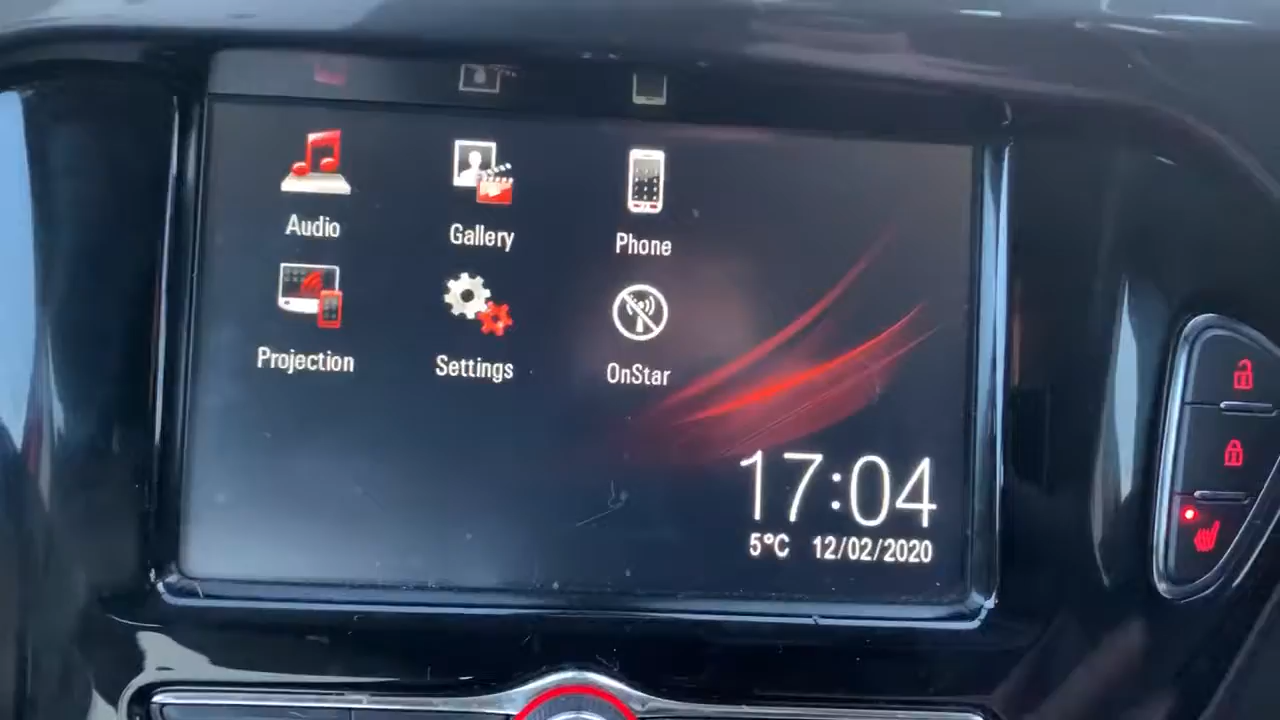 Audio
Gallery
Phone
Projection
Settings
OnStar
17:04
5°C 12/02/2020